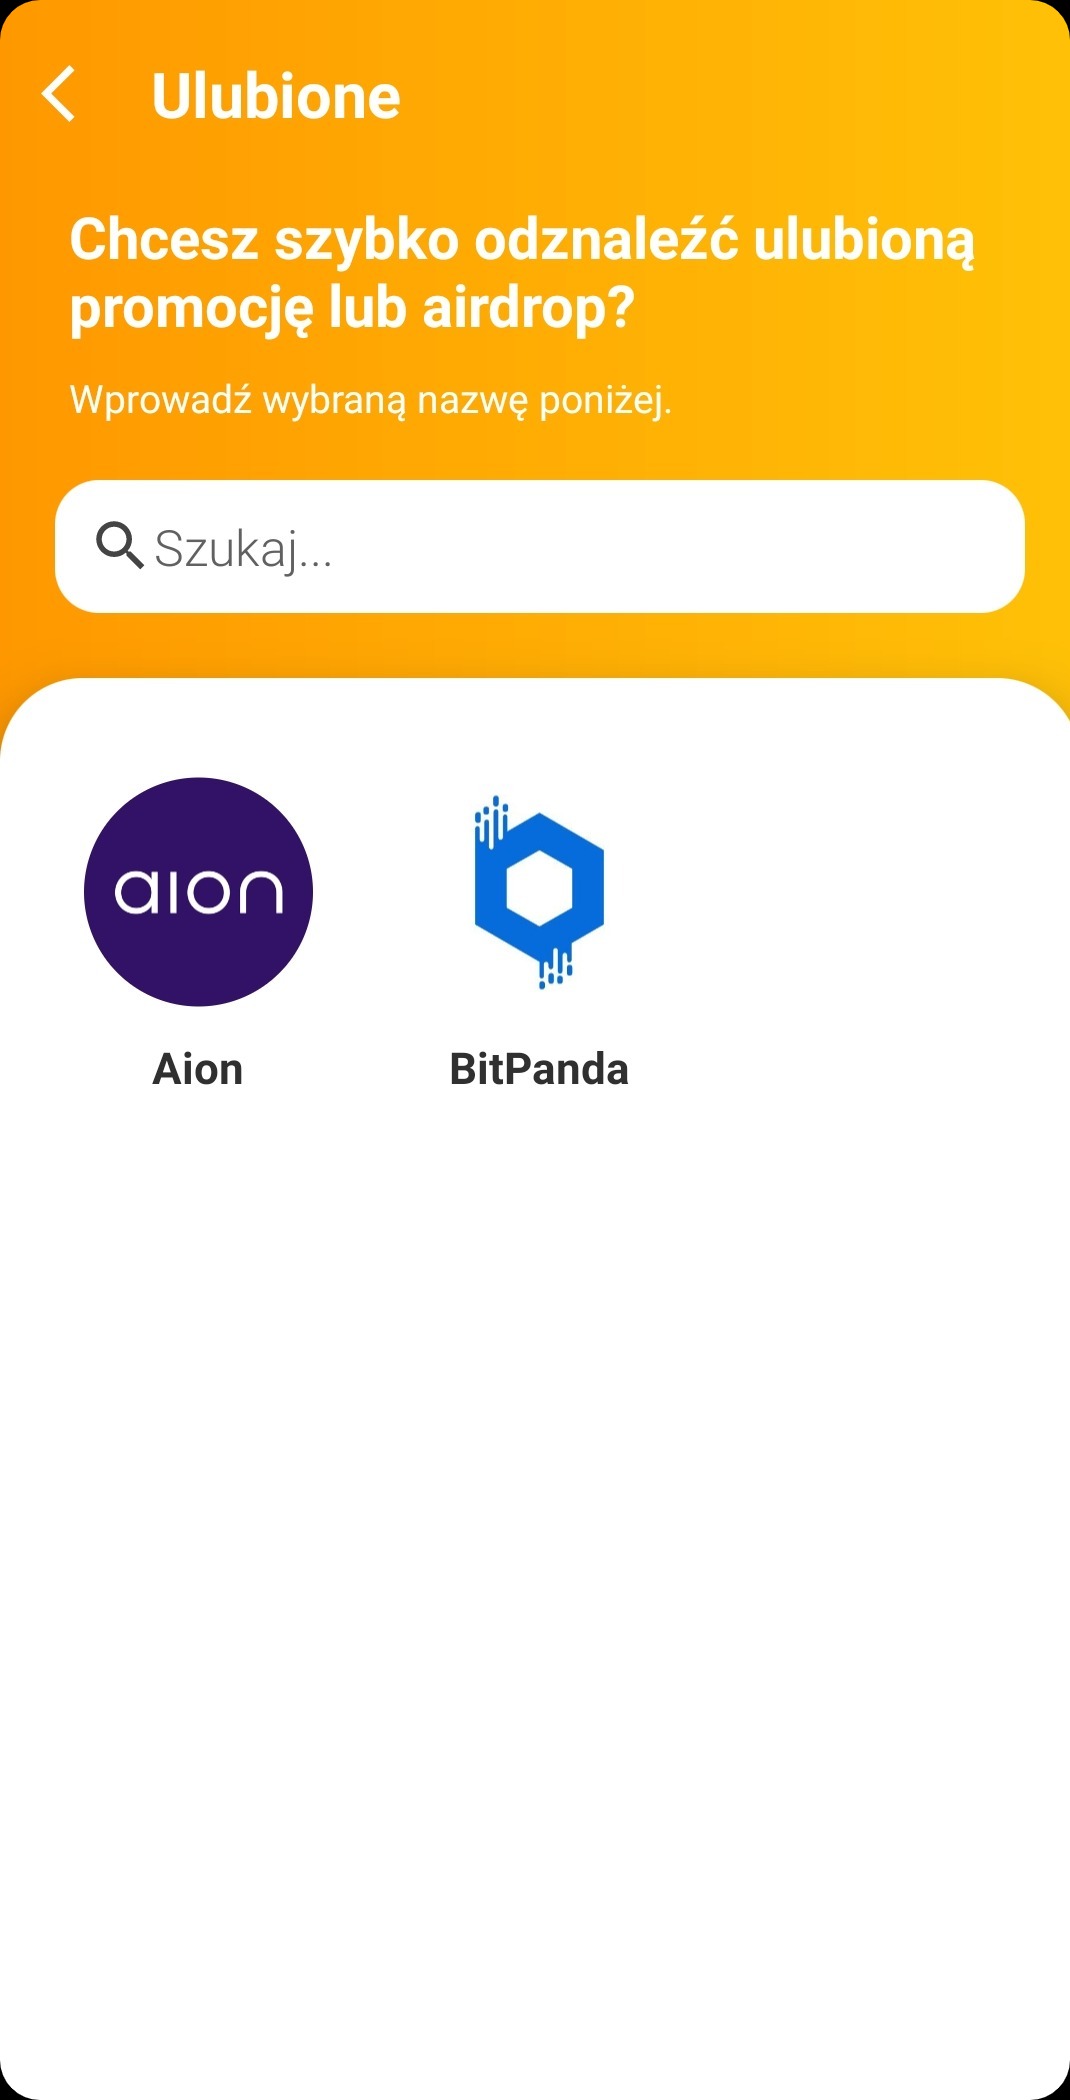 Ulubione
Chcesz szybko odznaleźć ulubioną
promocję lub airdrop?
Wprowadź wybraną nazwę poniżej.
Szukaj...
aion
Aion
BitPanda